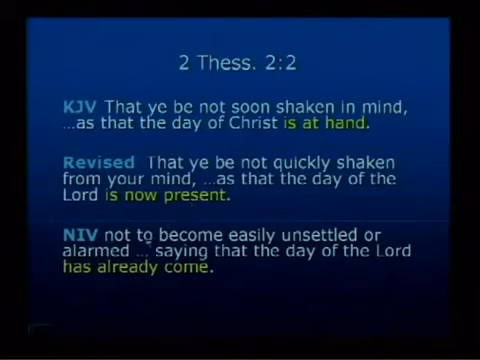 2 Thess. 2:2
KJV That ye be not soon shaken in mind,
...as that the day of Christ is at hand.
Revised That ye be not quickly shaken
from your mind, ...as that the day of the
Lord is now present.
NIV not to become easily unsettled or
alarmed ... saying that the day of the Lord
has already come.